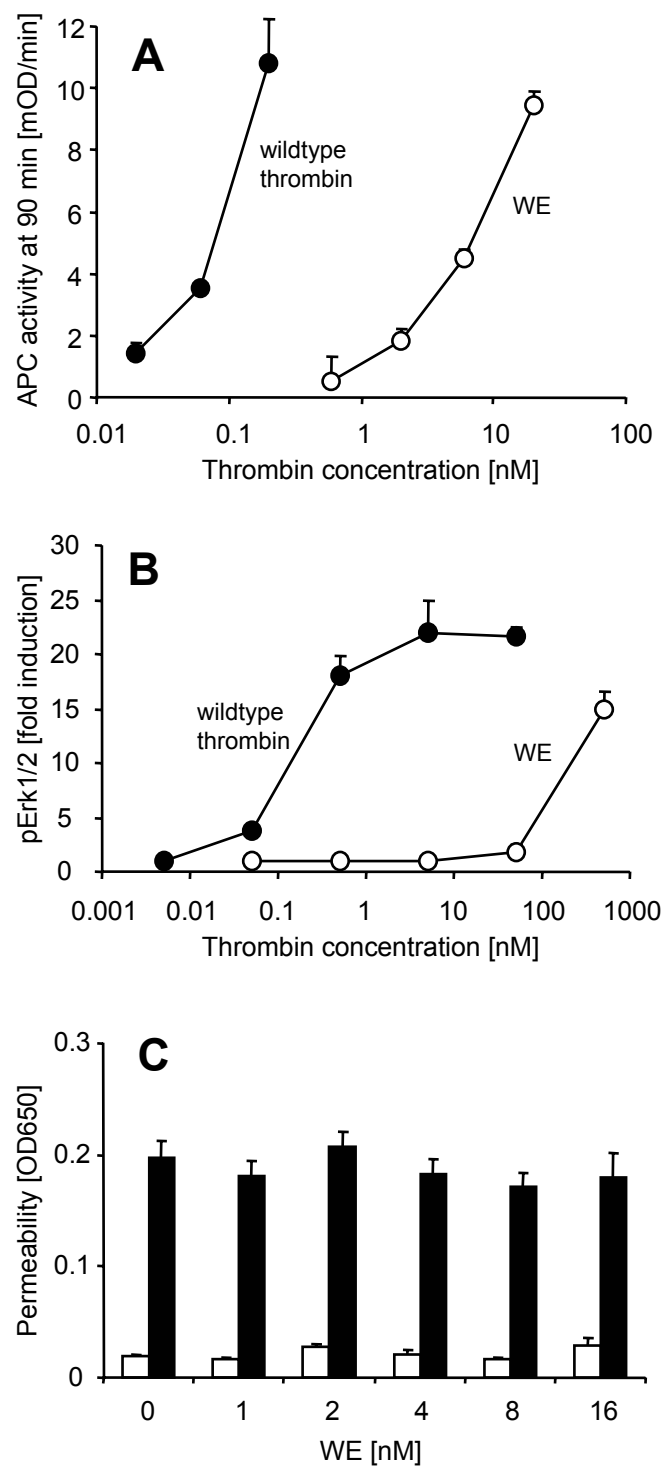 A
APC activity at 90 min [mOD/min]
12
10
8
6
4
2
0
wildtype
thrombin
WE
0.01 0.1 1 10 100
Thrombin concentration [nM]
B
pErk1/2 [fold induction]
30
25
20
15
10
5
0
wildtype
thrombin
WE
0.001 0.01 0.1 1 10 100 1000
Thrombin concentration [nM]
C
Permeability [OD650]
0.3
0.2
0.1
0
0 1 2 4 8 16
WE [nM]